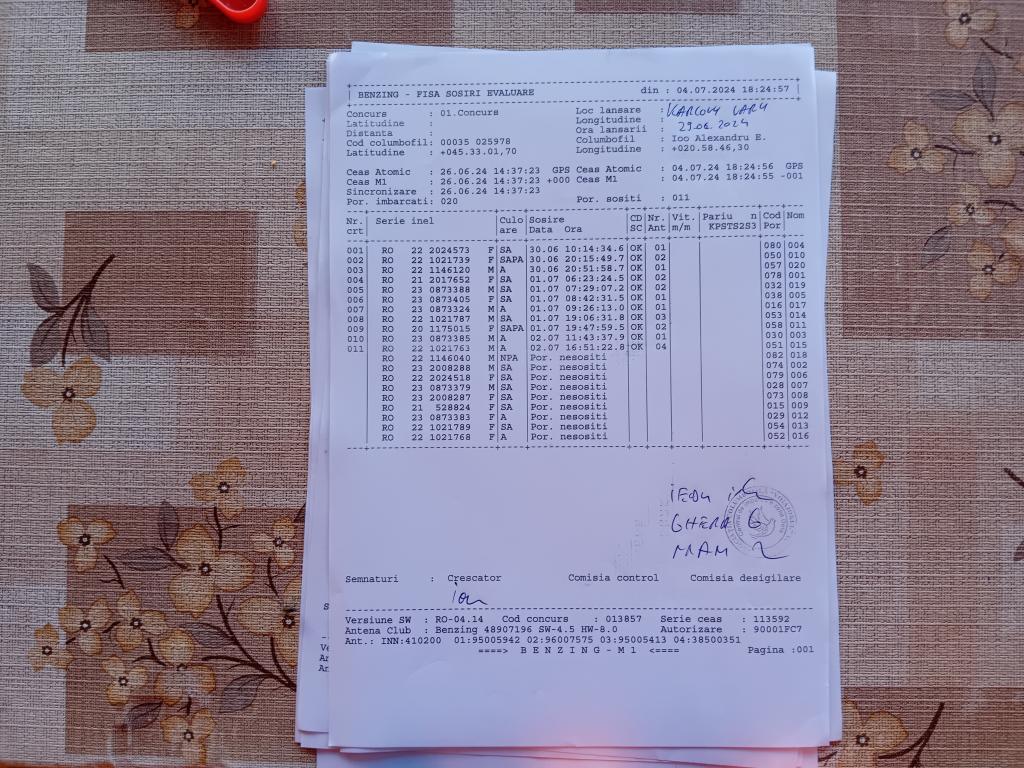 BENZING - FISA SOSIRI EVALUARE din : 04.07.2024 18:24:57
Concurs : 01.Concurs Loc lansare : KARLOVY VARY
Latitudine : Longitudine :
Distanta : Ora lansarii : 29.06.2024
Cod columbofil: 00035 025978 Columbofil : Ioo Alexandru E.
Latitudine : +045.33.01,70 Longitudine : +020.58.46,30
Ceas Atomic : 26.06.24 14:37:23 GPS Ceas Atomic : 04.07.24 18:24:56 GPS
Ceas M1 : 26.06.24 14:37:23 +000 Ceas M1 : 04.07.24 18:24:55 -001
Sincronizare : 26.06.24 14:37:23
Por. imbarcati: 020 Por. sositi : 011
Nr. Serie inel Culo Sosire CD Nr. Vit. Pariu n Cod Nom
crt are Data Ora SC Ant m/m KPSTS2S3 Por
001 RO 22 2024573 F SA 30.06 10:14:34.6 OK 01 080 004
002 RO 22 1021739 F SAPA 30.06 20:15:49.7 OK 02 050 010
003 RO 22 1146120 M A 30.06 20:51:58.7 OK 01 057 020
004 RO 21 2017652 F SA 01.07 06:23:24.5 OK 02 078 001
005 RO 23 0873388 M SA 01.07 07:29:07.2 OK 02 032 019
006 RO 23 0873405 F SA 01.07 08:42:31.5 OK 01 038 005
007 RO 23 0873324 M A 01.07 09:26:13.0 OK 01 016 017
008 RO 22 1021787 M SA 01.07 19:06:31.8 OK 03 053 014
009 RO 20 1175015 F SAPA 01.07 19:47:59.5 OK 02 058 011
010 RO 23 0873385 M A 02.07 11:43:37.9 OK 01 030 003
011 RO 22 1021763 M A 02.07 16:51:22.8 OK 04 051 015
RO 22 1146040 M NPA Por. nesositi 082 018
RO 23 2008288 M SA Por. nesositi 074 002
RO 22 2024518 F SA Por. nesositi 079 006
RO 23 0873379 M SA Por. nesositi 028 007
RO 23 2008287 F SA Por. nesositi 073 008
RO 21 528824 F SA Por. nesositi 015 009
RO 23 0873383 F A Por. nesositi 029 012
RO 22 1021789 F SA Por. nesositi 054 013
RO 22 1021768 F A Por. nesositi 052 016
GHERA G
MAM
Semnaturi : Crescator Comisia control Comisia desigilare
Ion
Versiune SW : RO-04.14 Cod concurs : 013857 Serie ceas : 113592
Antena Club : Benzing 48907196 SW-4.5 HW-8.0 Autorizare : 90001FC7
Ant.: INN:410200 01:95005942 02:96007575 03:95005413 04:38500351
====> B E N Z I N G - M 1 <==== Pagina :001